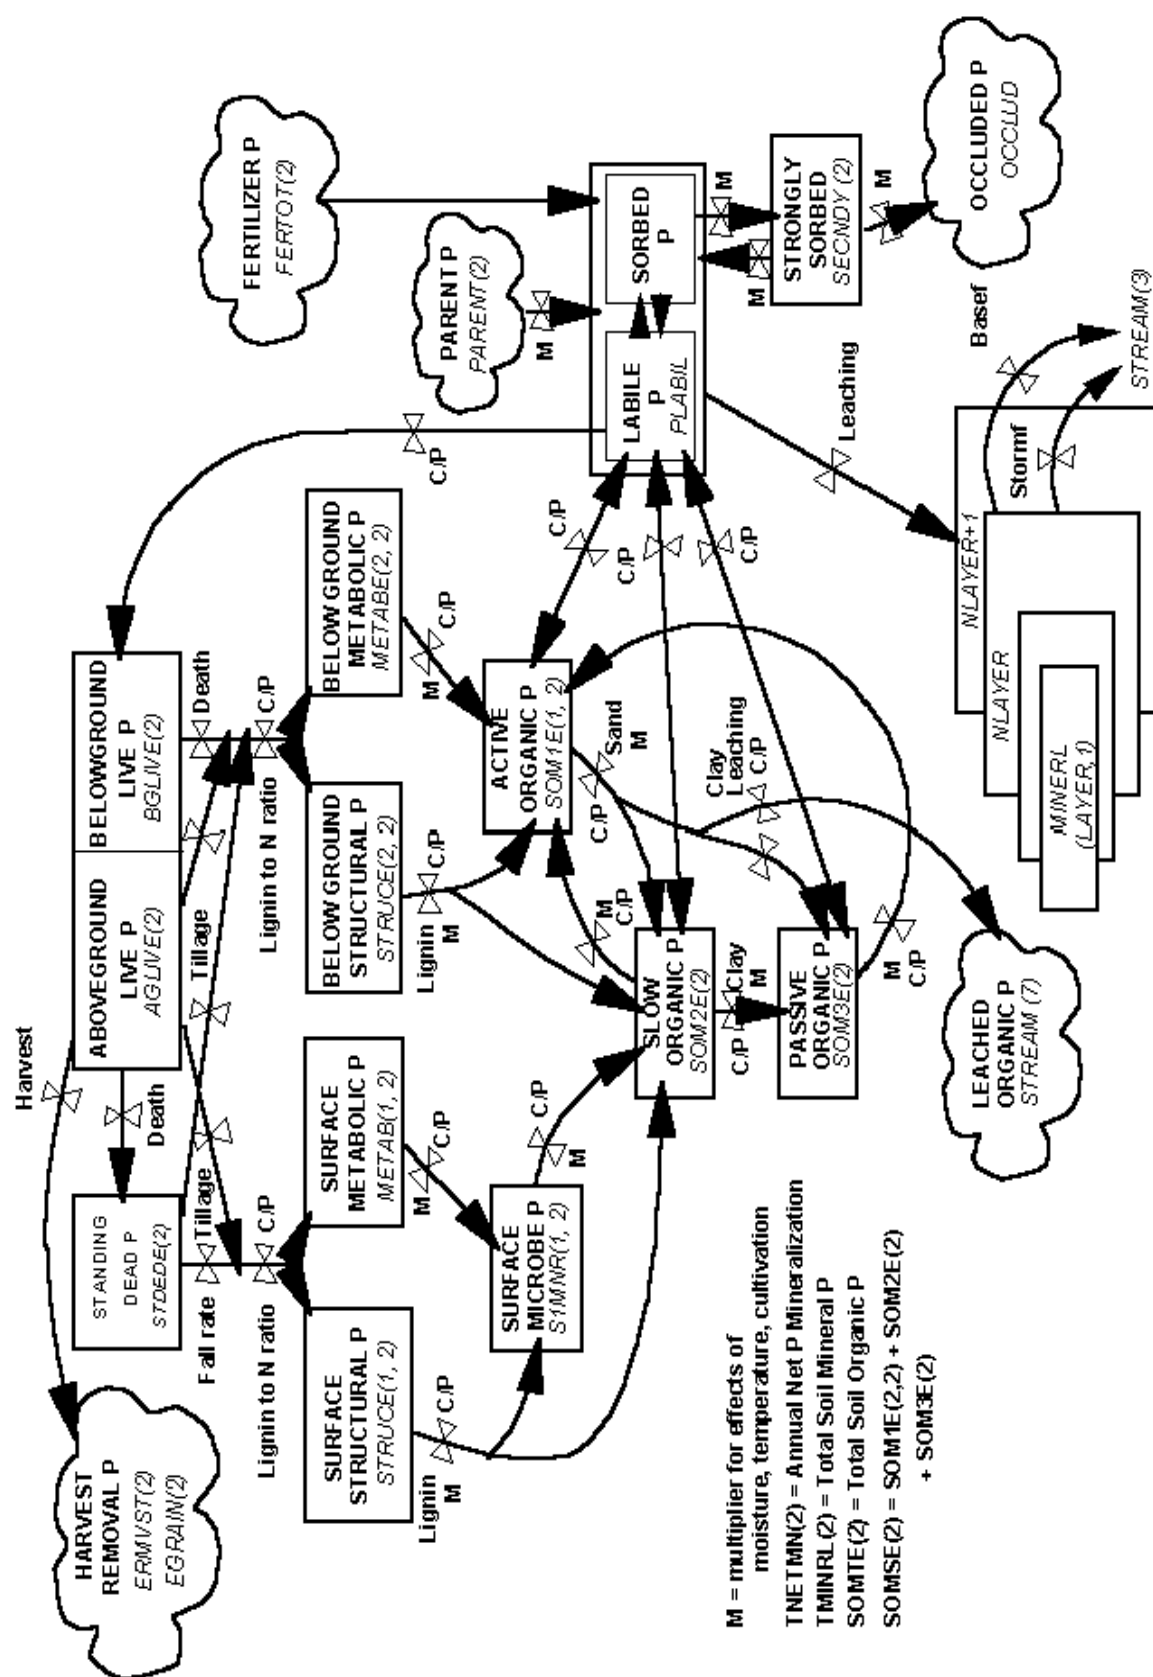 HARVEST
REMOVAL P
ERMVST(2)
EGRAIN(2)
Harvest
STANDING
DEAD P
STDEDE(2)
Death
ABOVEGROUND
LIVE P
AGLIVE(2)
BELOWGROUND
LIVE P
BGLIVE(2)
Fall rate
Tillage
Tillage
Death
Lignin to N ratio
C/P
Lignin to N ratio
C/P
SURFACE
STRUCTURAL P
STRUCE(1, 2)
SURFACE
METABOLIC P
METAB(1, 2)
BELOW GROUND
STRUCTURAL P
STRUCE(2, 2)
BELOW GROUND
METABOLIC P
METABE(2, 2)
C/P
FERTILIZER P
FERTOT(2)
PARENT P
PARENT(2)
M
Lignin
M
C/P
M
C/P
Lignin
M
C/P
M
C/P
SURFACE
MICROBE P
S1MNR(1, 2)
C/P
M
ACTIVE
ORGANIC P
SOM1E(1, 2)
C/P
Sand
M
C/P
C/P
C/P
C/P
LABILE
P
PLABIL
SORBED
P
M
M
STRONGLY
SORBED
SECNDY (2)
M
OCCLUDED P
OCCLUD
M
C/P
SLOW
ORGANIC P
SOM2E(2)
C/P
Clay
M
Clay
Leaching
C/P
PASSIVE
ORGANIC P
SOM3E(2)
M
C/P
LEACHED
ORGANIC P
STREAM (7)
Leaching
NLAYER+1
NLAYER
MINERL
(LAYER,1)
Stormf
Basef
STREAM(3)
M = multiplier for effects of
moisture, temperature, cultivation
TNETMN(2) = Annual Net P Mineralization
TMINRL(2) = Total Soil Mineral P
SOMTE(2) = Total Soil Organic P
SOMSE(2) = SOM1E(2,2) + SOM2E(2)
+ SOM3E(2)